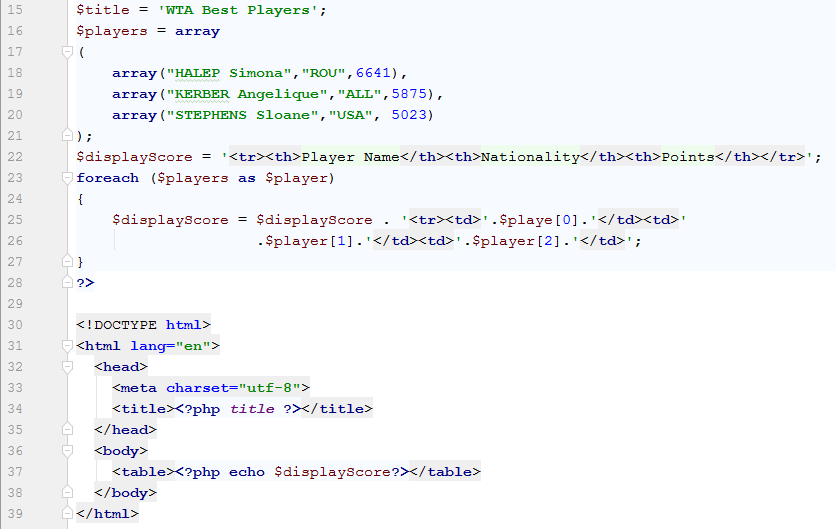 15 $title = 'WTA Best Players';
16 $players = array
17 (
18     array("HALEP Simona","ROU",6641),
19     array("KERBER Angelique","ALL",5875),
20     array("STEPHENS Sloane","USA", 5023)
21 );
22 $displayScore = '<tr><th>Player Name</th><th>Nationality</th><th>Points</th></tr>';
23 foreach ($players as $player)
24 {
25     $displayScore = $displayScore . '<tr><td>'.$playe[0].'</td><td>'
26                     .$player[1].'</td><td>'.$player[2].'</td>';
27 }
28 ?>
29
30 <!DOCTYPE html>
31 <html lang="en">
32   <head>
33     <meta charset="utf-8">
34     <title><?php title ?></title>
35   </head>
36   <body>
37     <table><?php echo $displayScore?></table>
38   </body>
39 </html>